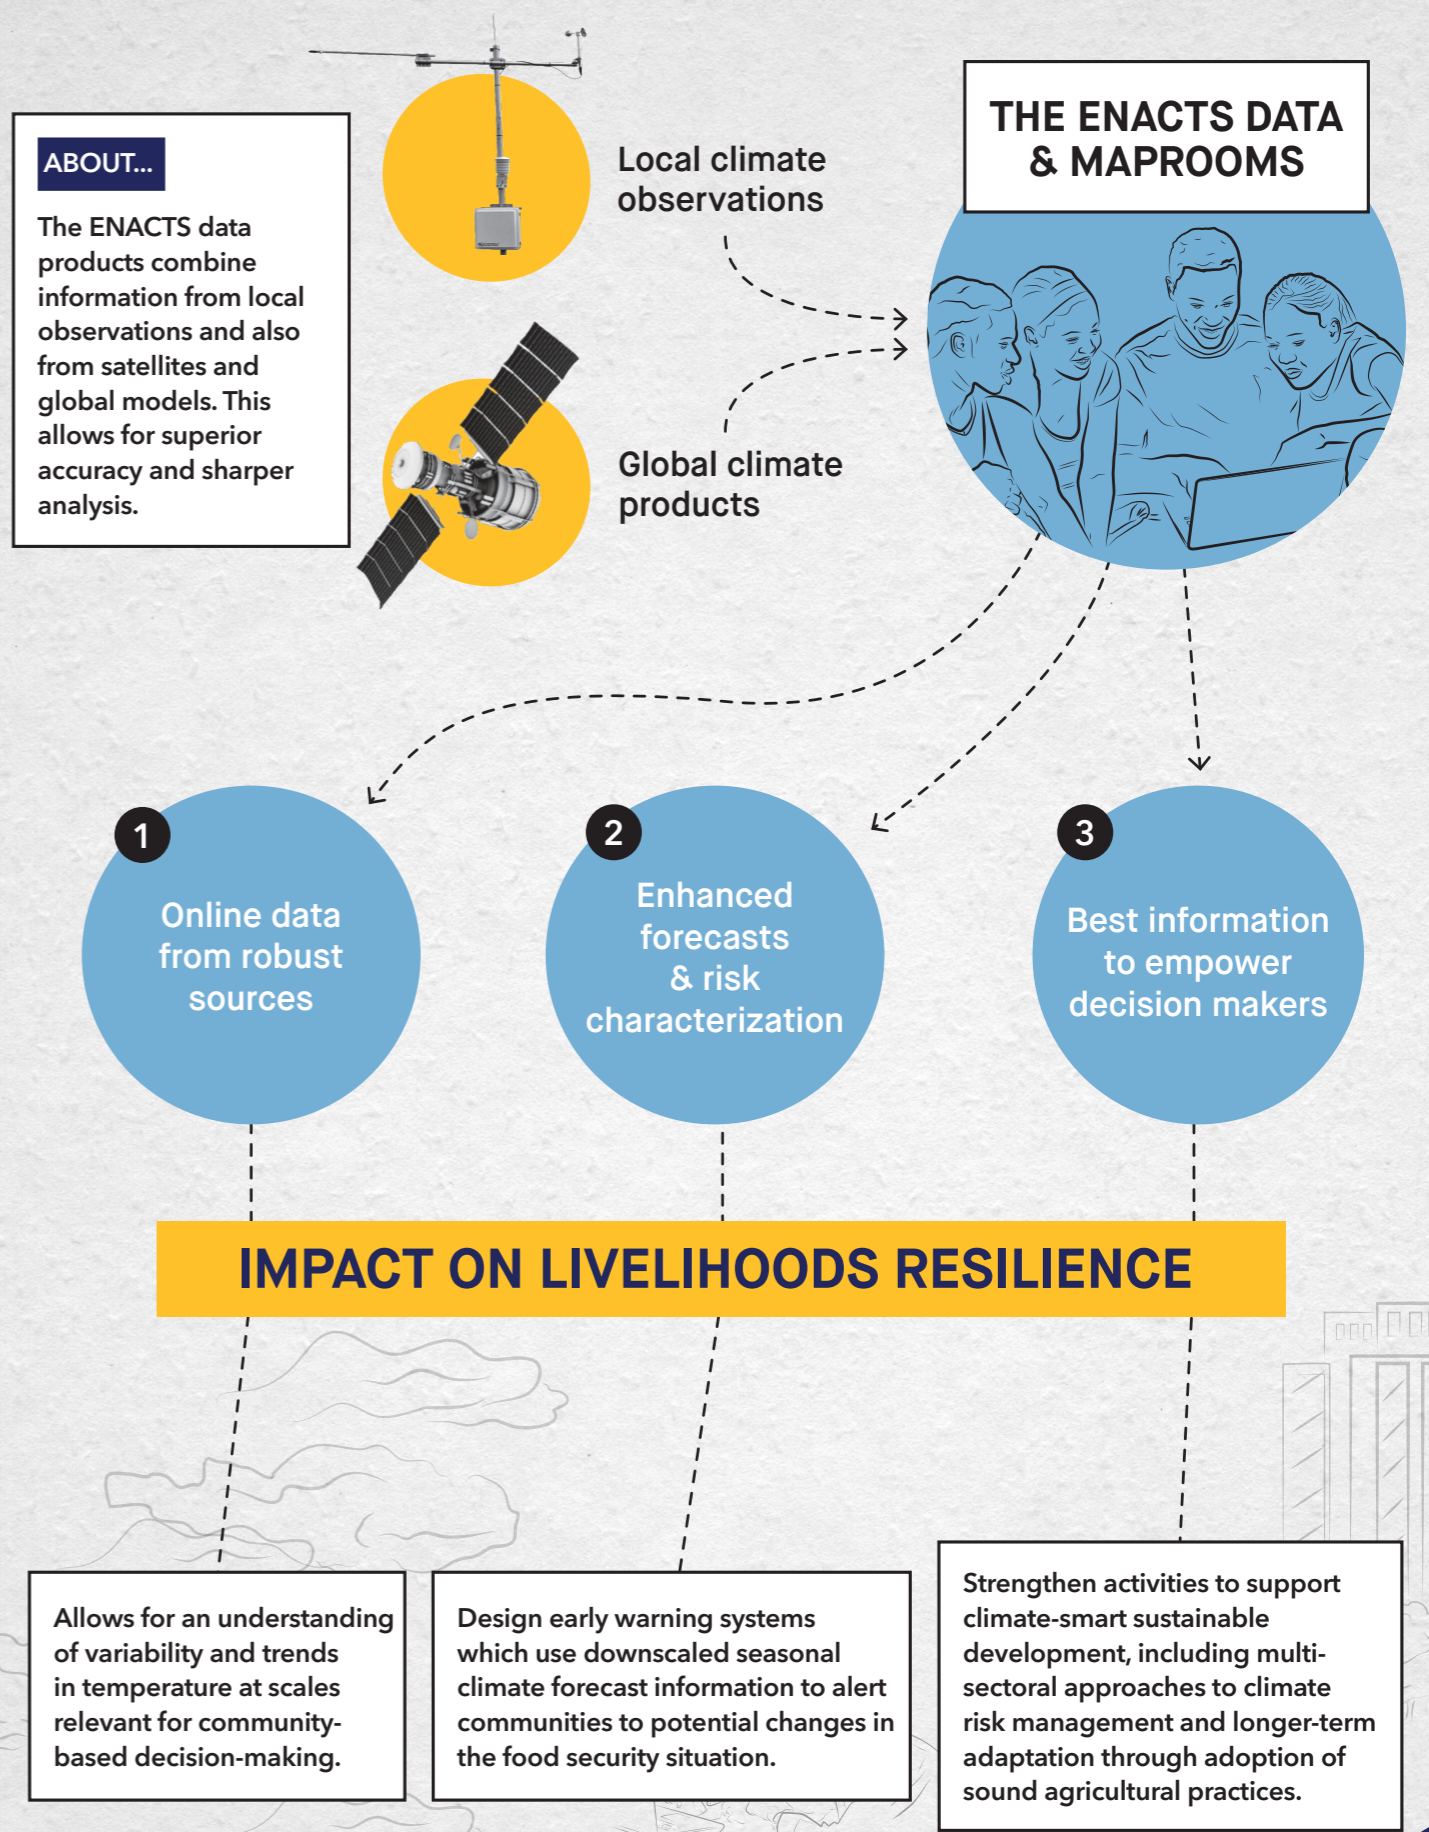 ABOUT...
The ENACTS data
products combine
information from local
observations and also
from satellites and
global models. This
allows for superior
accuracy and sharper
analysis.
Local climate
observations
Global climate
products
THE ENACTS DATA
& MAPROOMS
1
Online data
from robust
sources
2
Enhanced
forecasts
& risk
characterization
3
Best information
to empower
decision makers
IMPACT ON LIVELIHOODS RESILIENCE
Allows for an understanding
of variability and trends
in temperature at scales
relevant for community-
based decision-making.
Design early warning systems
which use downscaled seasonal
climate forecast information to alert
communities to potential changes in
the food security situation.
Strengthen activities to support
climate-smart sustainable
development, including multi-
sectoral approaches to climate
risk management and longer-term
adaptation through adoption of
sound agricultural practices.